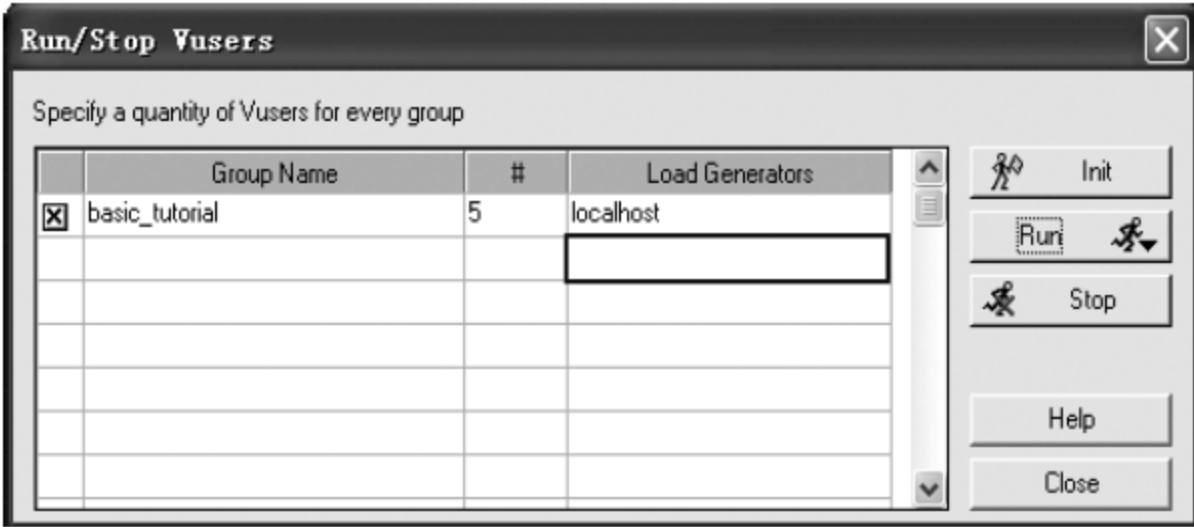 Run/Stop Vusers
Specify a quantity of Vusers for every group
Group Name # Load Generators
basic_tutorial 5 localhost
Init
Run
Stop
Help
Close